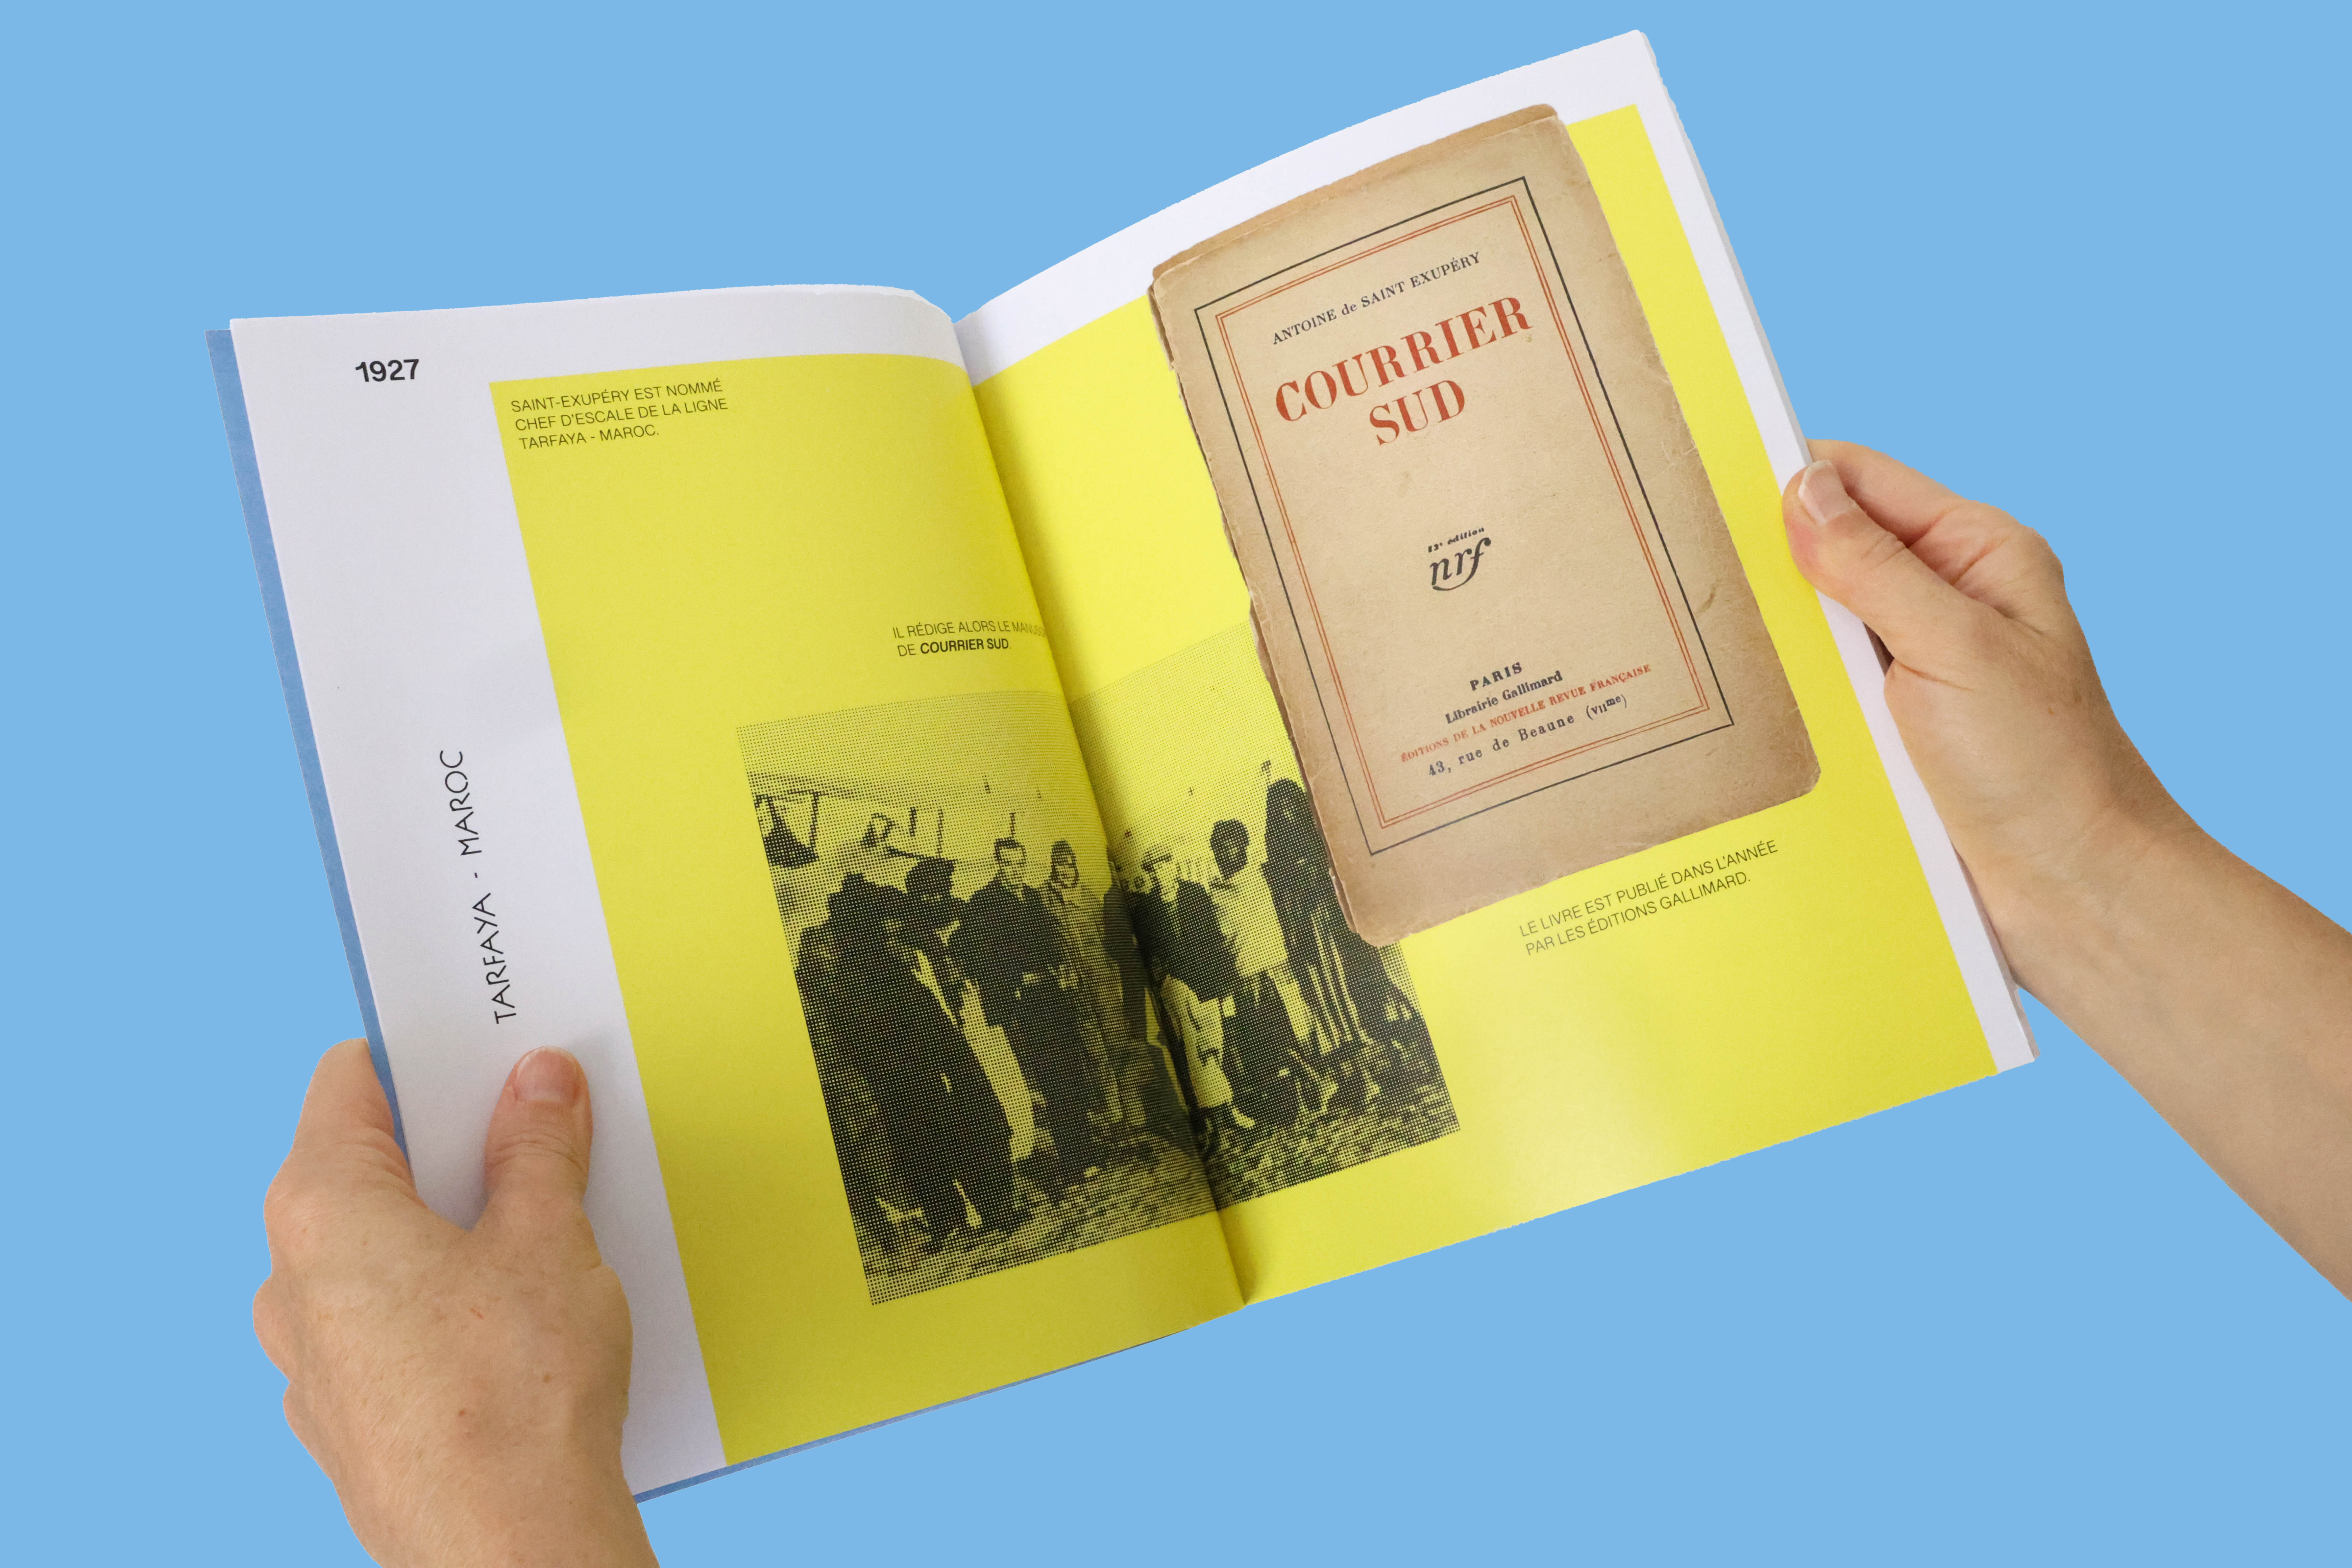 1927
SAINT-EXUPÉRY EST NOMMÉ
CHEF D'ESCALE DE LA LIGNE
TARFAYA - MAROC.
IL RÉDIGE ALORS LE
DE COURRIER SUD.
TARFAYA - MAROC
ANTOINE de SAINT EXUPÉRY
COURRIER
SUD
12e édition
nrf
PARIS
Librairie Gallimard
ÉDITIONS DE LA NOUVELLE REVUE FRANÇAISE
43, rue de Beaune (VIIme)
LE LIVRE EST PUBLIÉ DANS L'ANNÉE
PAR LES ÉDITIONS GALLIMARD.